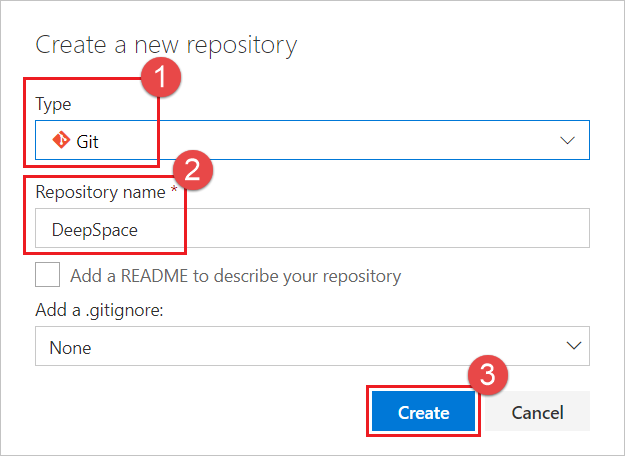 Create a new repository
1
Type
Git
2
Repository name *
DeepSpace
Add a README to describe your repository
Add a .gitignore:
None
3
Create Cancel